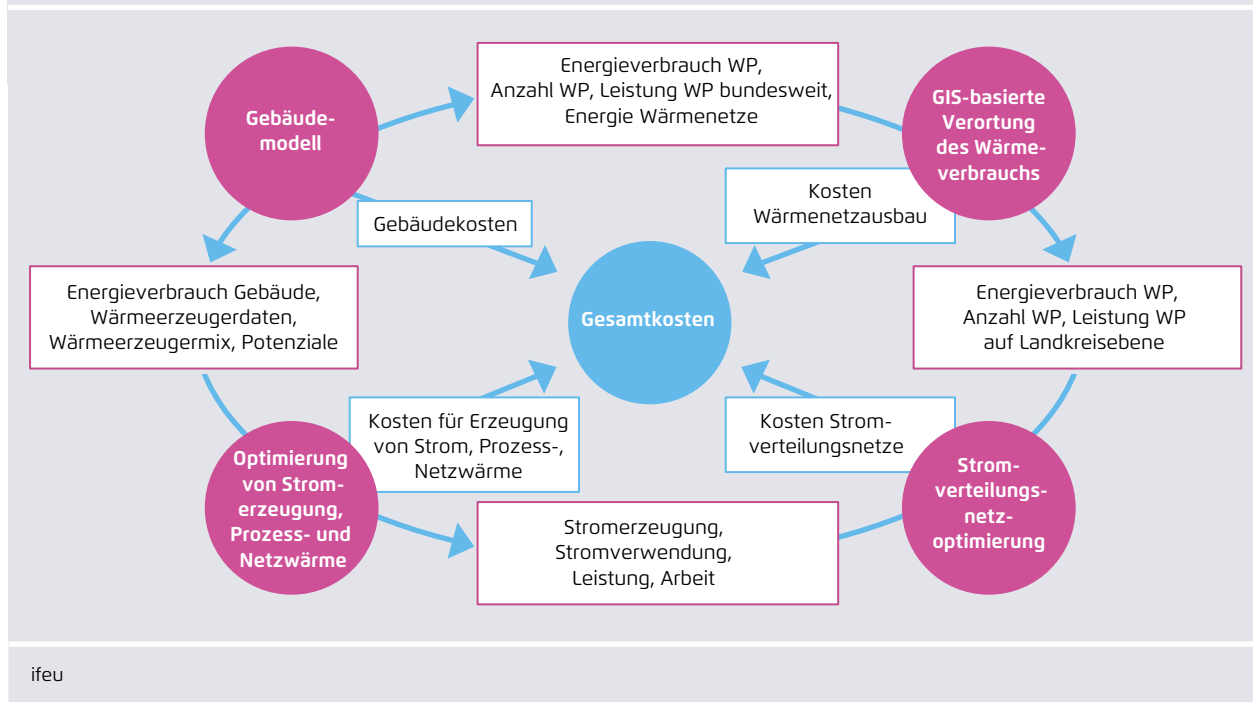 Gebäude-
modell
Energieverbrauch WP,
Anzahl WP, Leistung WP bundesweit,
Energie Wärmenetze
GIS-basierte
Verortung
des Wärme-
verbrauchs
Gebäudekosten
Kosten
Wärmenetzausbau
Energieverbrauch Gebäude,
Wärmeerzeugerdaten,
Wärmeerzeugermix, Potenziale
Gesamtkosten
Energieverbrauch WP,
Anzahl WP, Leistung WP
auf Landkreisebene
Kosten für Erzeugung
von Strom, Prozess-,
Netzwärme
Kosten Strom-
verteilungsnetze
Optimierung
von Strom-
erzeugung,
Prozess- und
Netzwärme
Stromerzeugung,
Stromverwendung,
Leistung, Arbeit
Strom-
verteilungs-
netz-
optimierung
ifeu